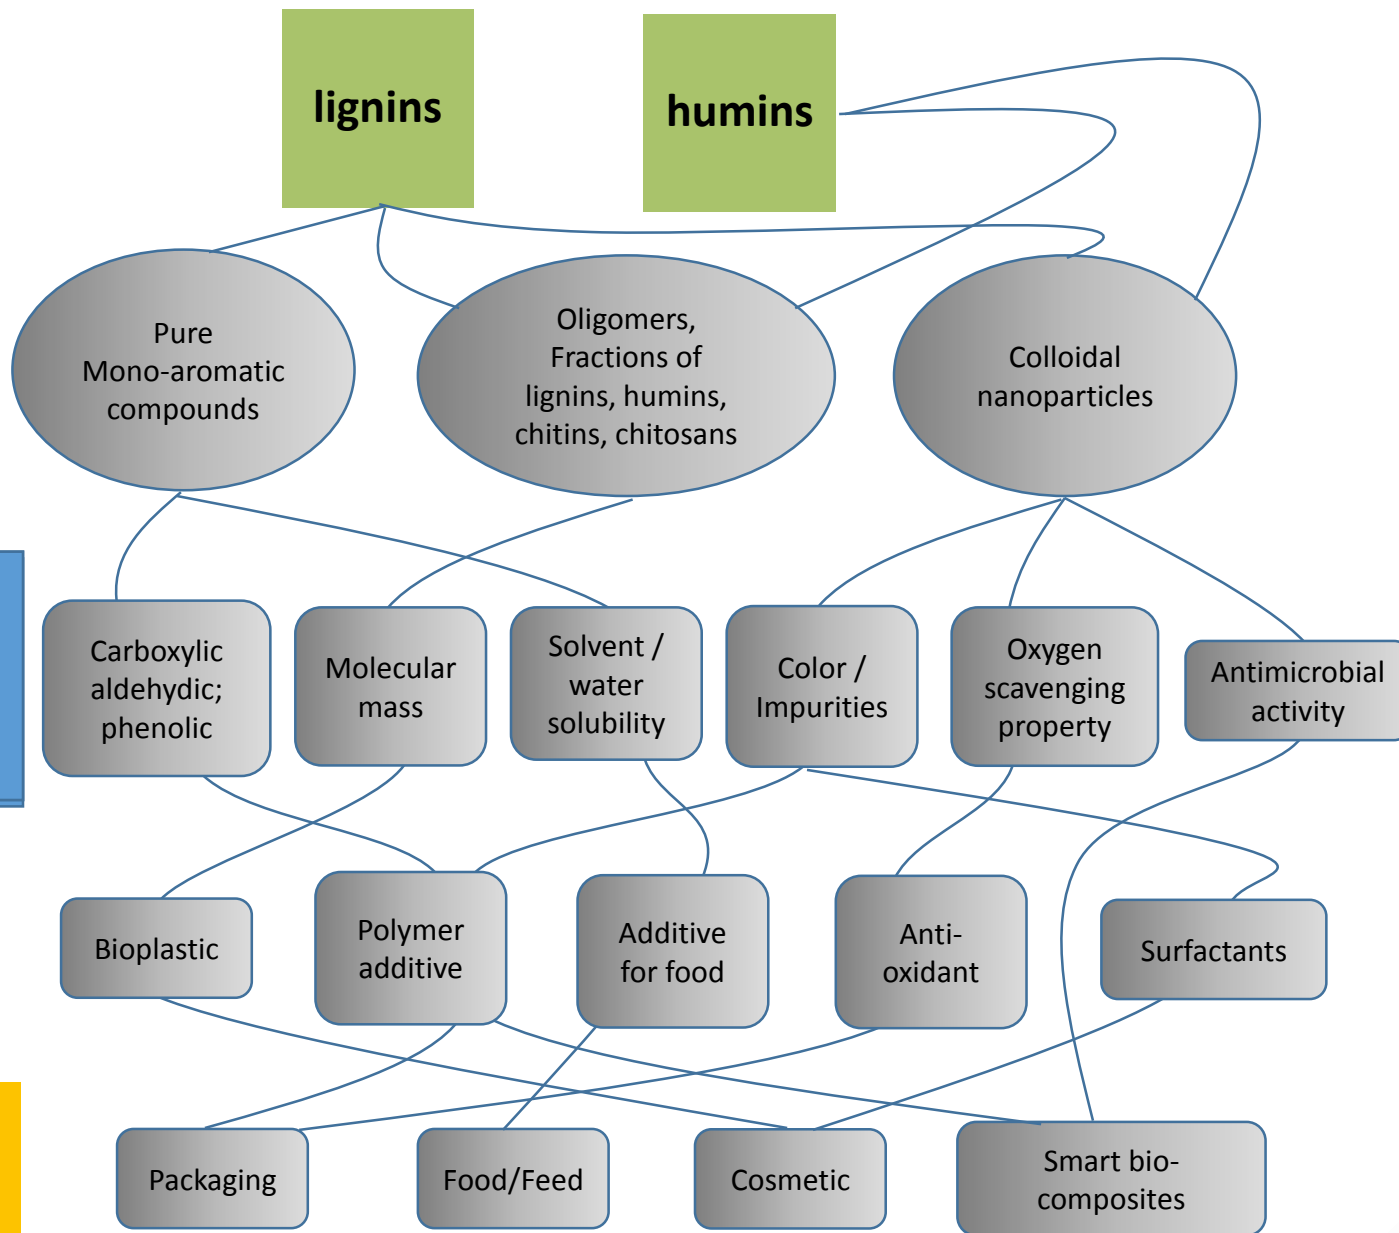 lignins
humins
Pure
Mono-aromatic
compounds
Oligomers,
Fractions of
lignins, humins,
chitins, chitosans
Colloidal
nanoparticles
Carboxylic
aldehydic;
phenolic
Molecular
mass
Solvent /
water
solubility
Color /
Impurities
Oxygen
scavenging
property
Antimicrobial
activity
Bioplastic
Polymer
additive
Additive
for food
Anti-
oxidant
Surfactants
Packaging
Food/Feed
Cosmetic
Smart bio-
composites